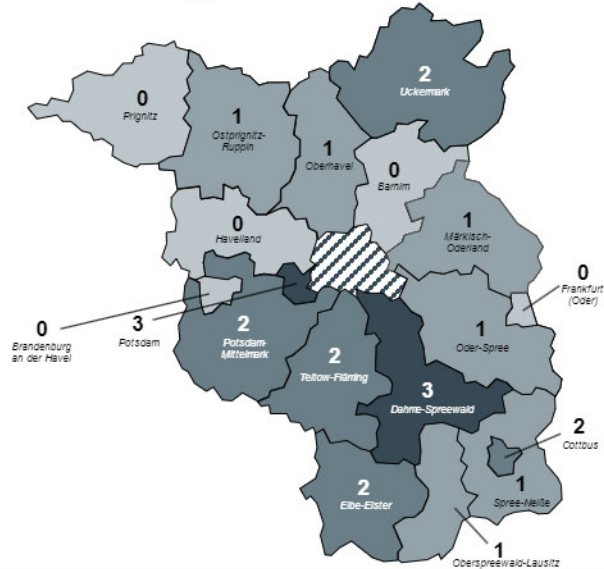 2
Uckermark
0
Prignitz
1
Ostprignitz-
Ruppin
1
Oberhavel
0
Barnim
0
Havelland
1
Märkisch-
Oderland
0
Frankfurt
(Oder)
0
Brandenburg
an der Havel
3
Potsdam
2
Potsdam-
Mittelmark
2
Teltow-Fläming
1
Oder-Spree
3
Dahme-Spreewald
2
Cottbus
2
Elbe-Elster
1
Spree-Neiße
1
Oberspreewald-Lausitz